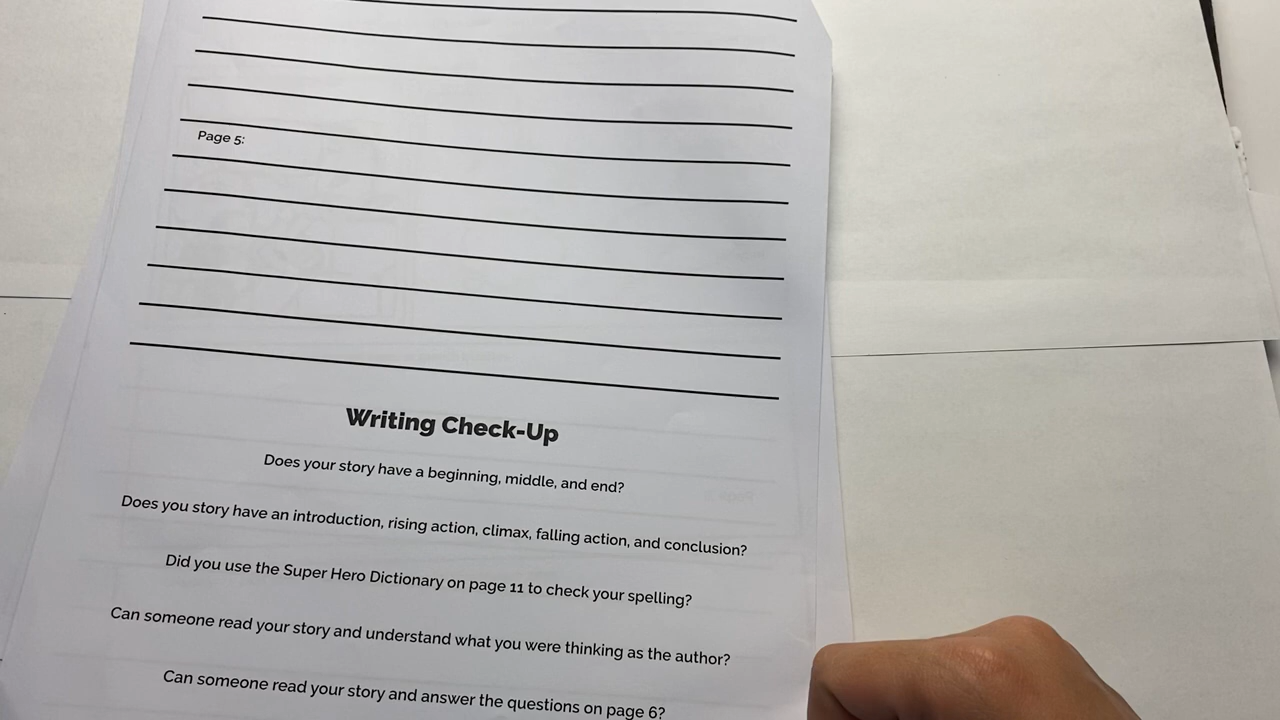 Page 5:
Writing Check-Up
Does your story have a beginning, middle, and end?
Does you story have an introduction, rising action, climax, falling action, and conclusion?
Did you use the Super Hero Dictionary on page 11 to check your spelling?
Can someone read your story and understand what you were thinking as the author?
Can someone read your story and answer the questions on page 6?